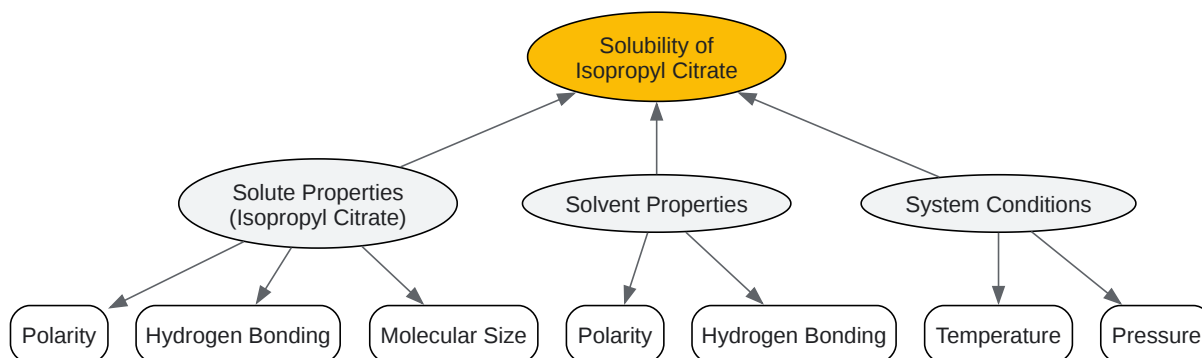 Solubility of
Isopropyl Citrate
Solute Properties
(Isopropyl Citrate)
Solvent Properties
System Conditions
Polarity
Hydrogen Bonding
Molecular Size
Polarity
Hydrogen Bonding
Temperature
Pressure